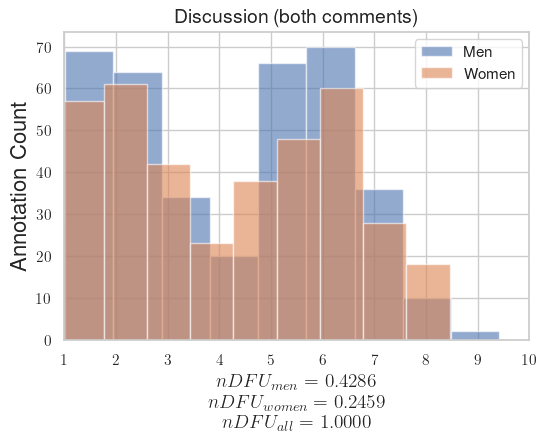 Discussion (both comments)
Men
Women
Annotation Count
70
60
50
40
30
20
10
0
1 2 3 4 5 6 7 8 9 10
nDFU_men = 0.4286
nDFU_women = 0.2459
nDFU_all = 1.0000